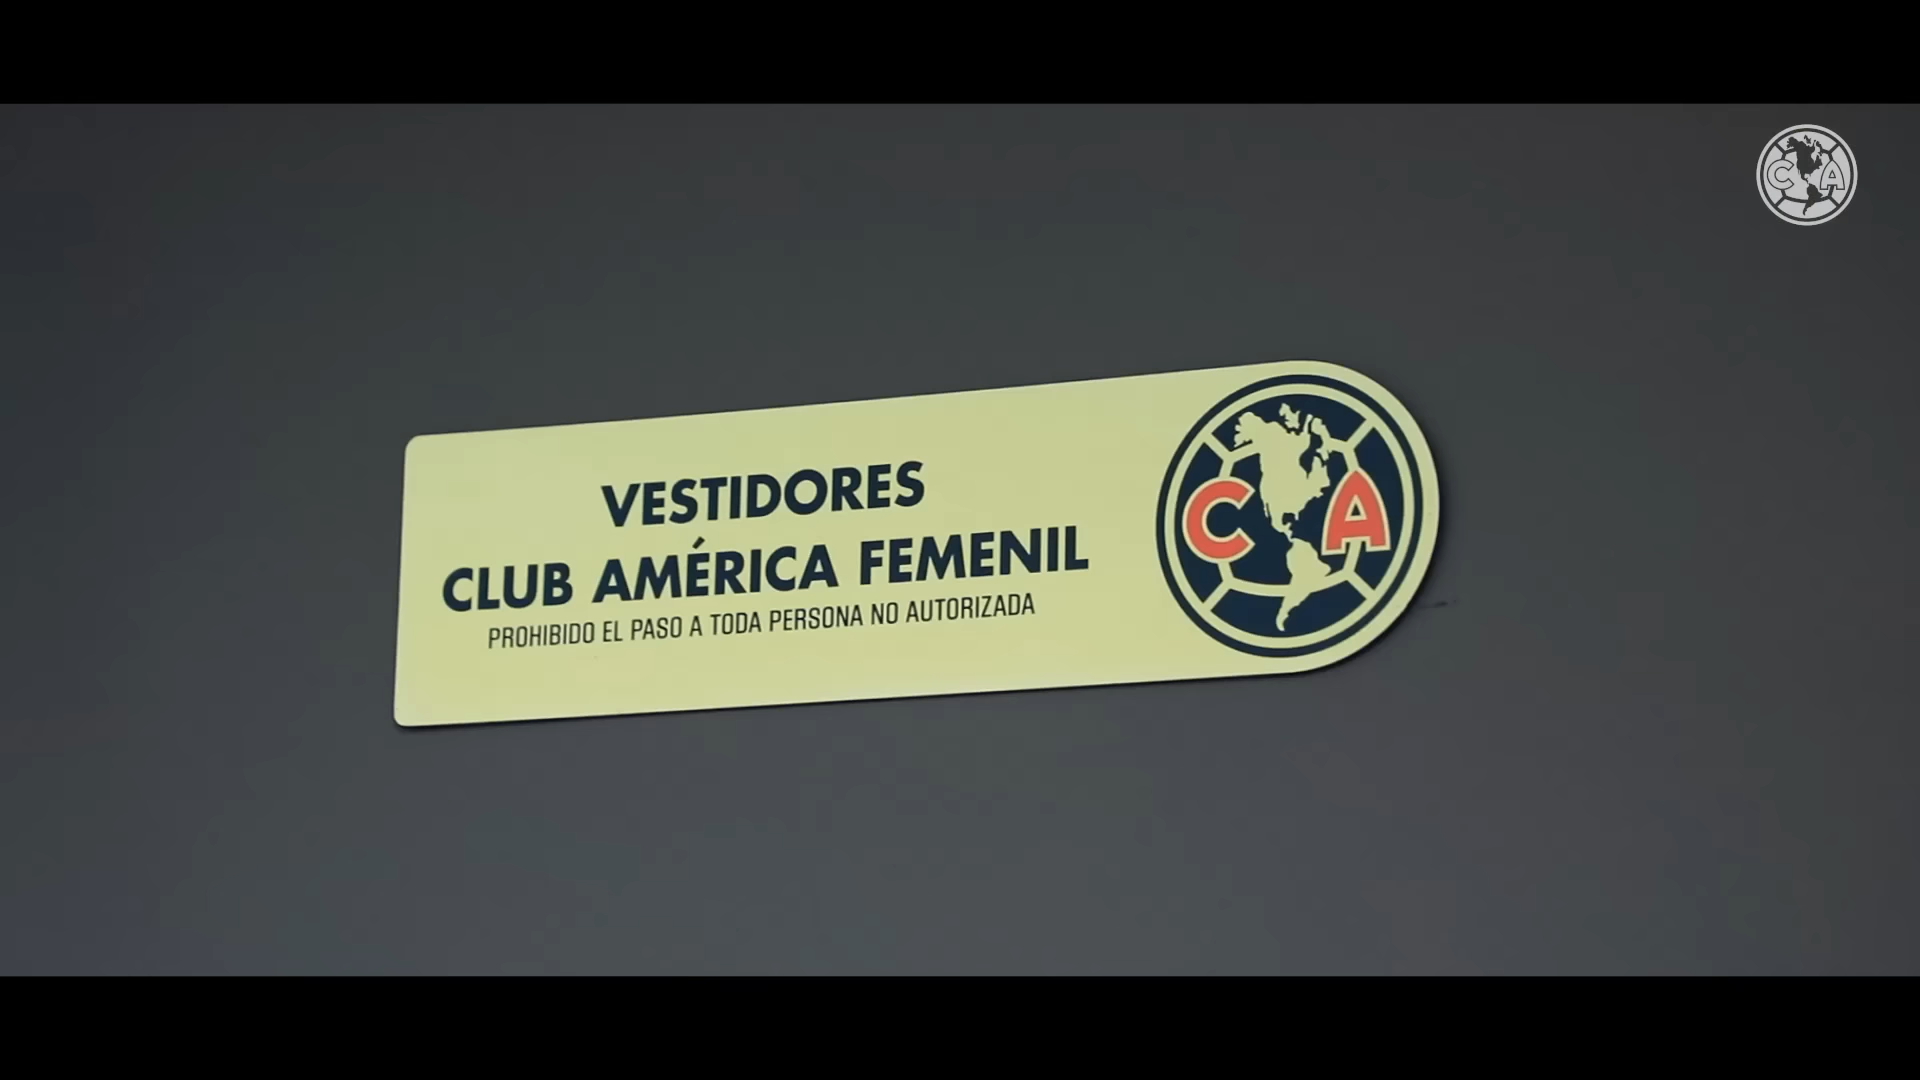 VESTIDORES
CLUB AMÉRICA FEMENIL
PROHIBIDO EL PASO A TODA PERSONA NO AUTORIZADA
C A
C A